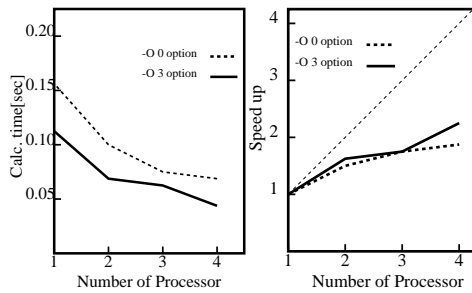 0.20
0.15
0.10
0.05
Calc. time[sec]
-O 0 option
-O 3 option
1 2 3 4
Number of Processor
4
3
2
1
Speed up
-O 0 option
-O 3 option
1 2 3 4
Number of Processor